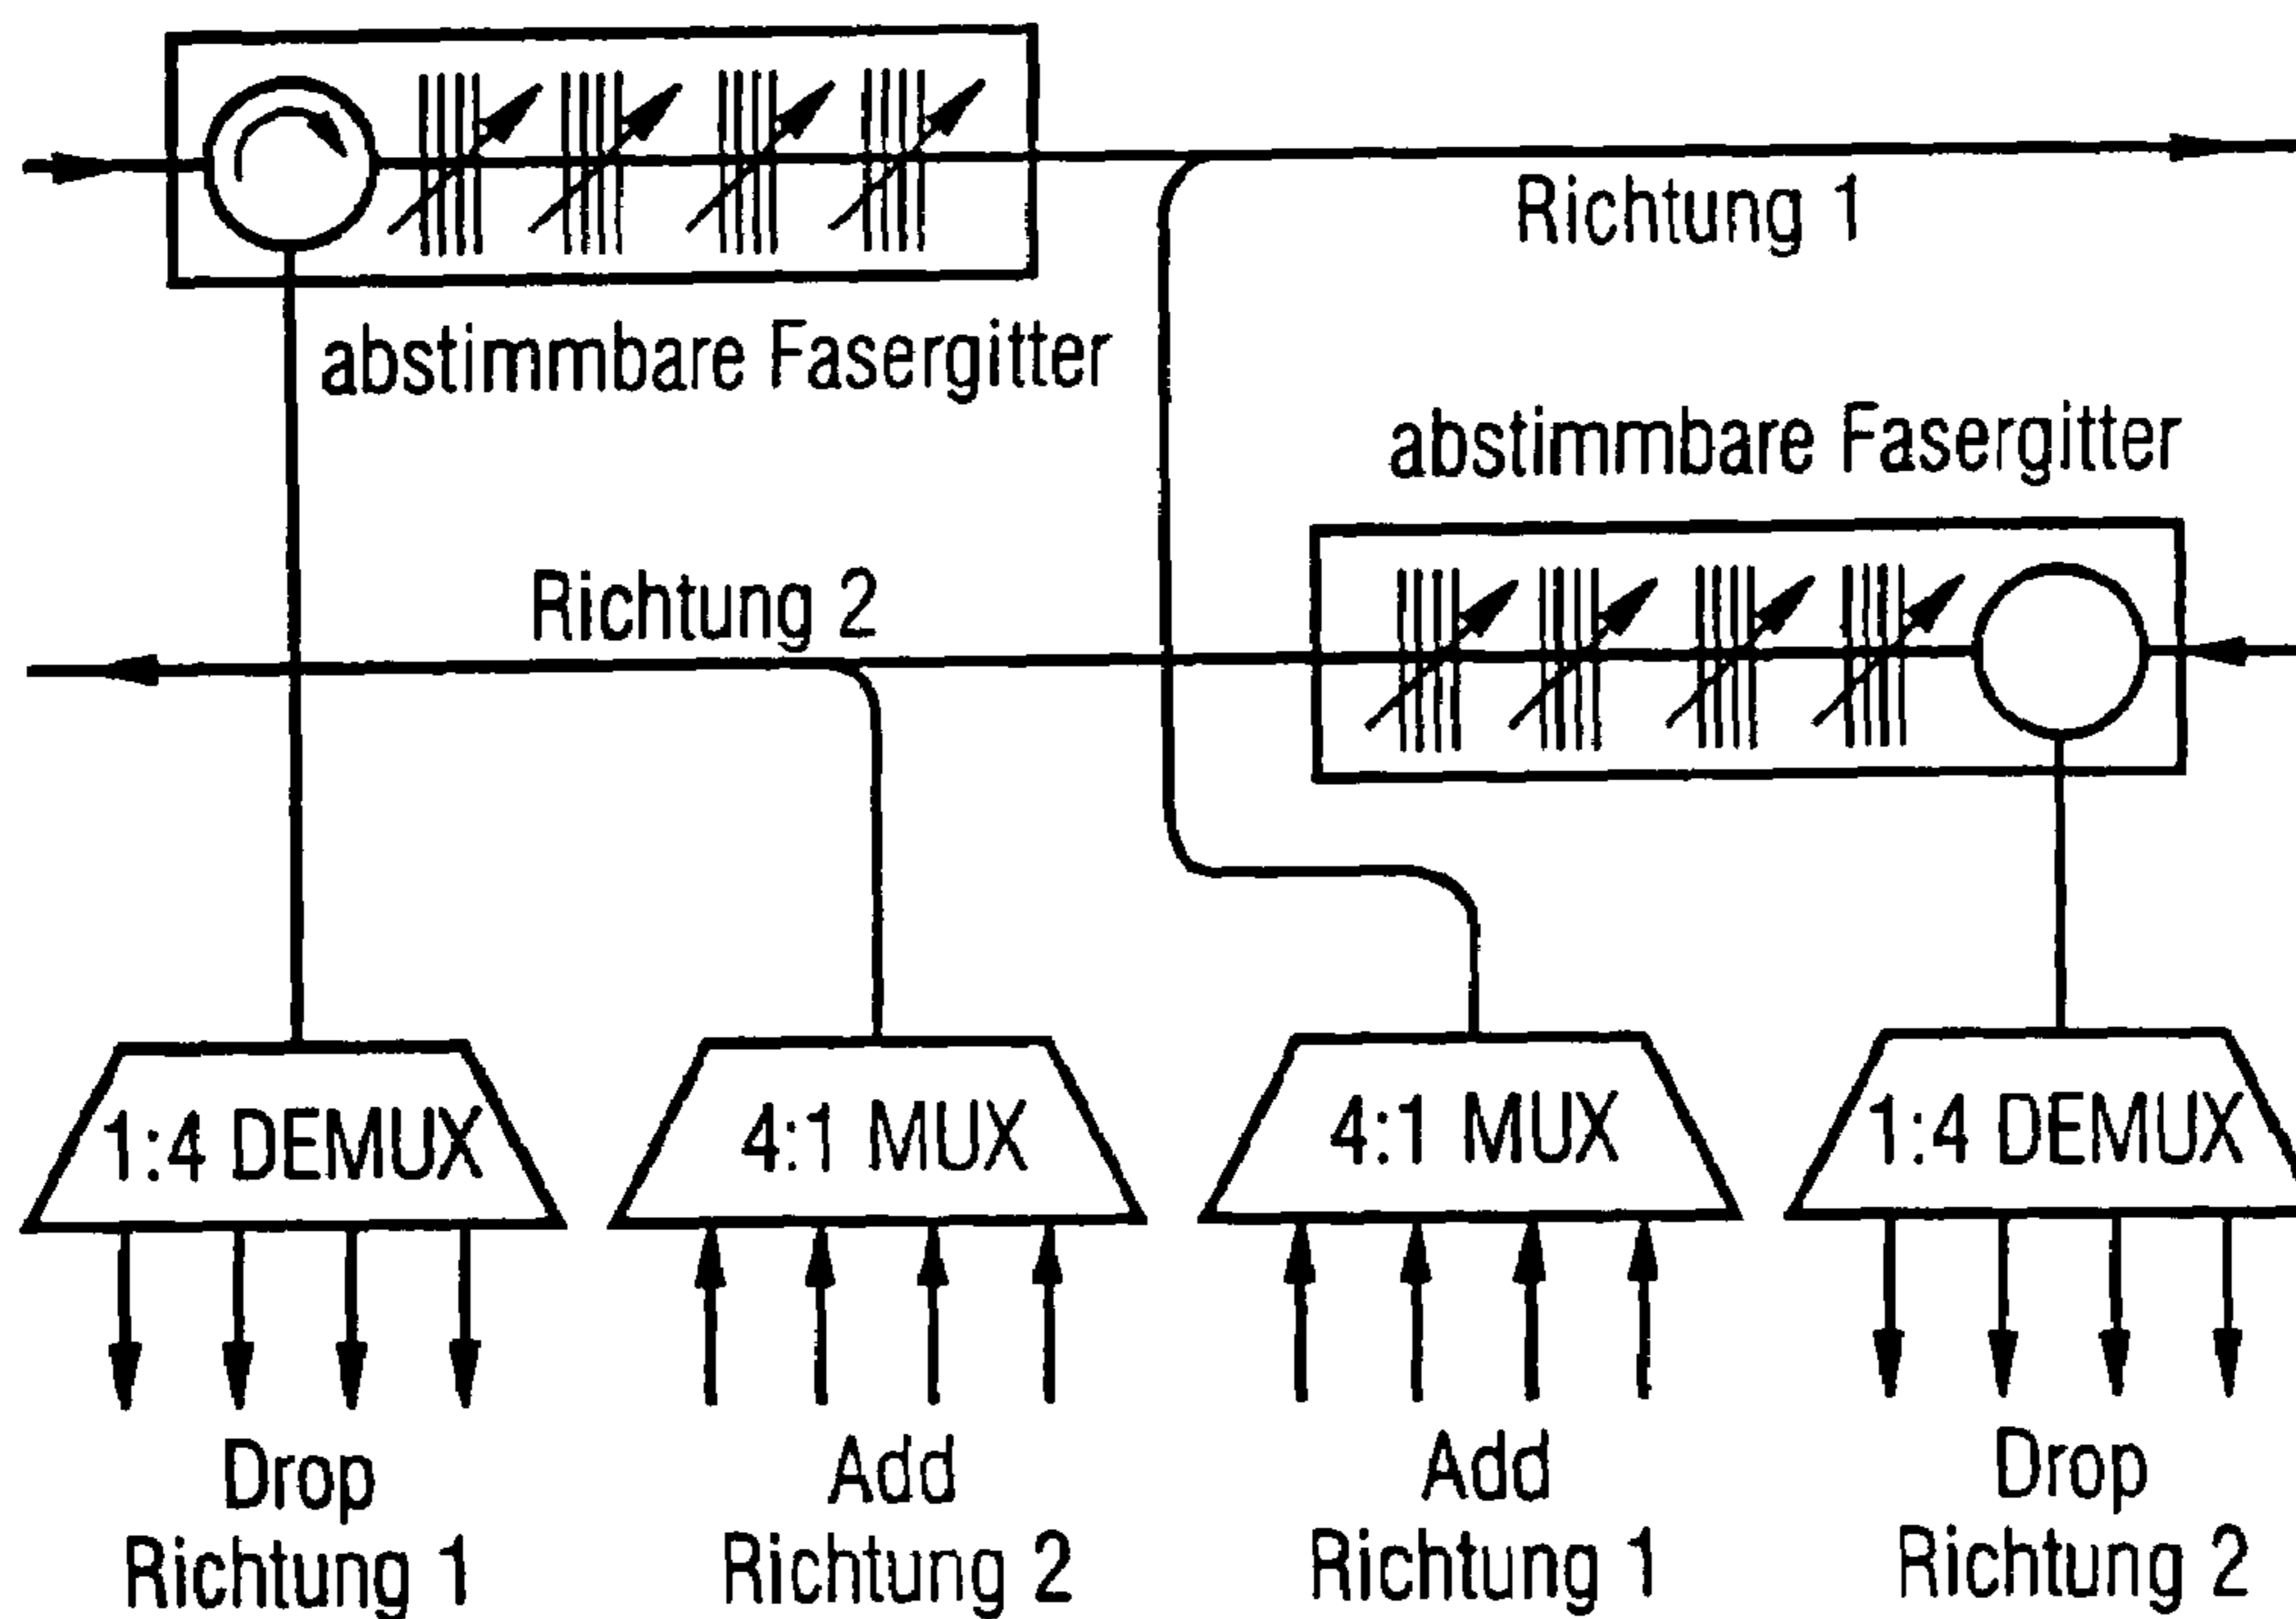 Richtung 1
abstimmbare Fasergitter
abstimmbare Fasergitter
Richtung 2
1:4 DEMUX
4:1 MUX
4:1 MUX
1:4 DEMUX
Drop
Richtung 1
Add
Richtung 2
Add
Richtung 1
Drop
Richtung 2